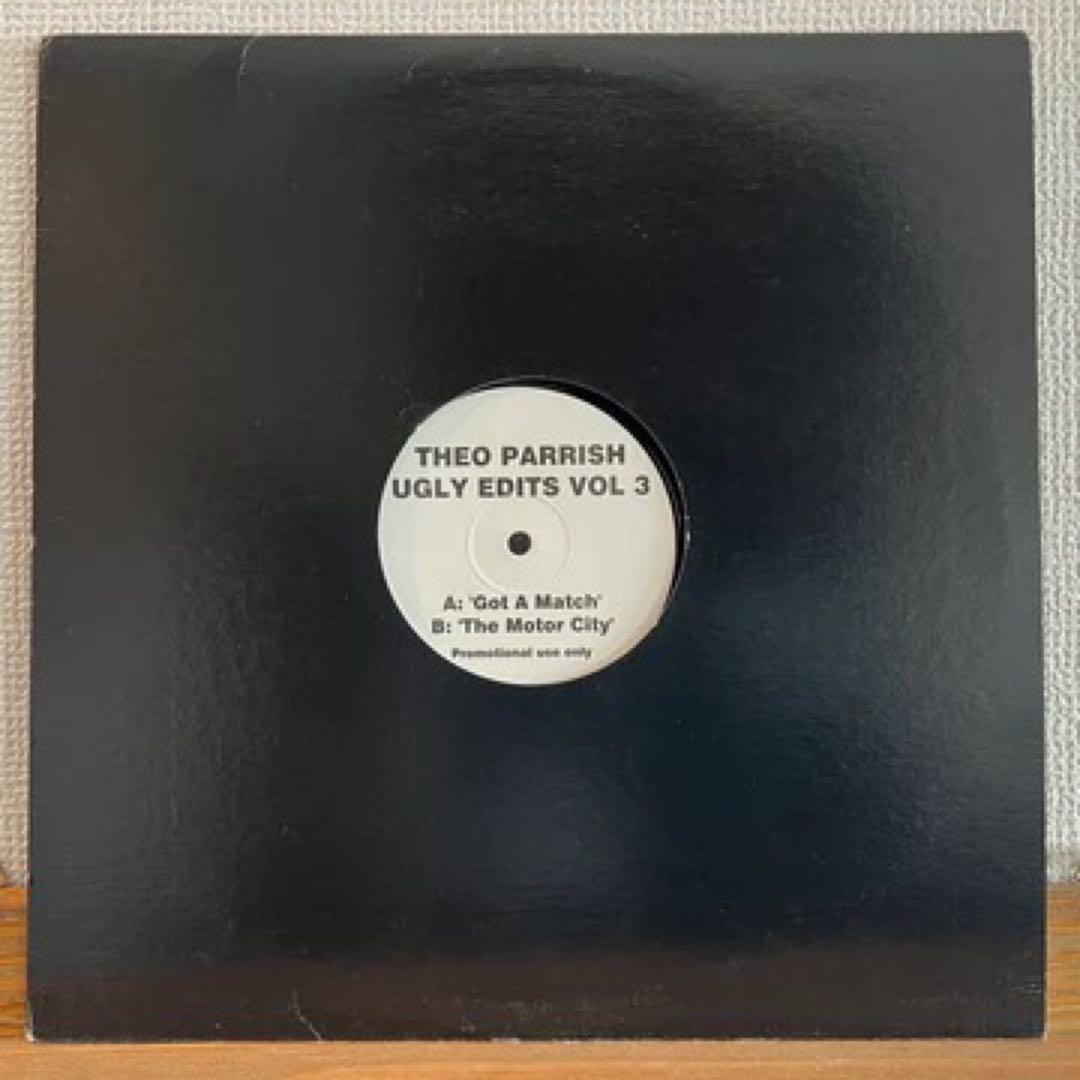 THEO PARRISH
UGLY EDITS VOL 3
A: 'Got A Match'
B: 'The Motor City'
Promotional use only